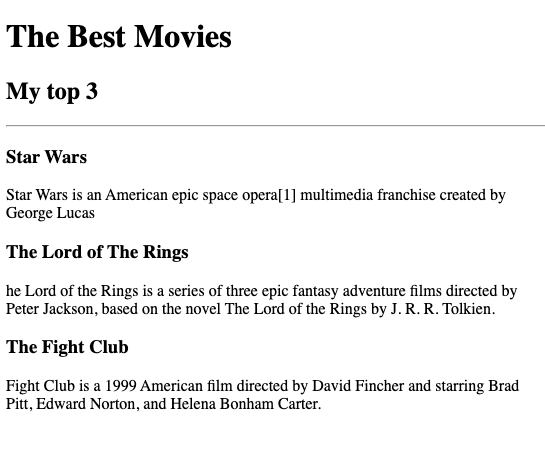 The Best Movies
My top 3
Star Wars
Star Wars is an American epic space opera[1] multimedia franchise created by
George Lucas
The Lord of The Rings
he Lord of the Rings is a series of three epic fantasy adventure films directed by
Peter Jackson, based on the novel The Lord of the Rings by J. R. R. Tolkien.
The Fight Club
Fight Club is a 1999 American film directed by David Fincher and starring Brad
Pitt, Edward Norton, and Helena Bonham Carter.